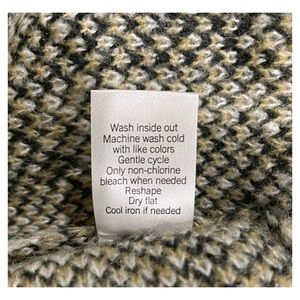 Wash inside out
Machine wash cold
with like colors
Gentle cycle
Only non-chlorine
bleach when needed
Reshape
Dry flat
Cool iron if needed